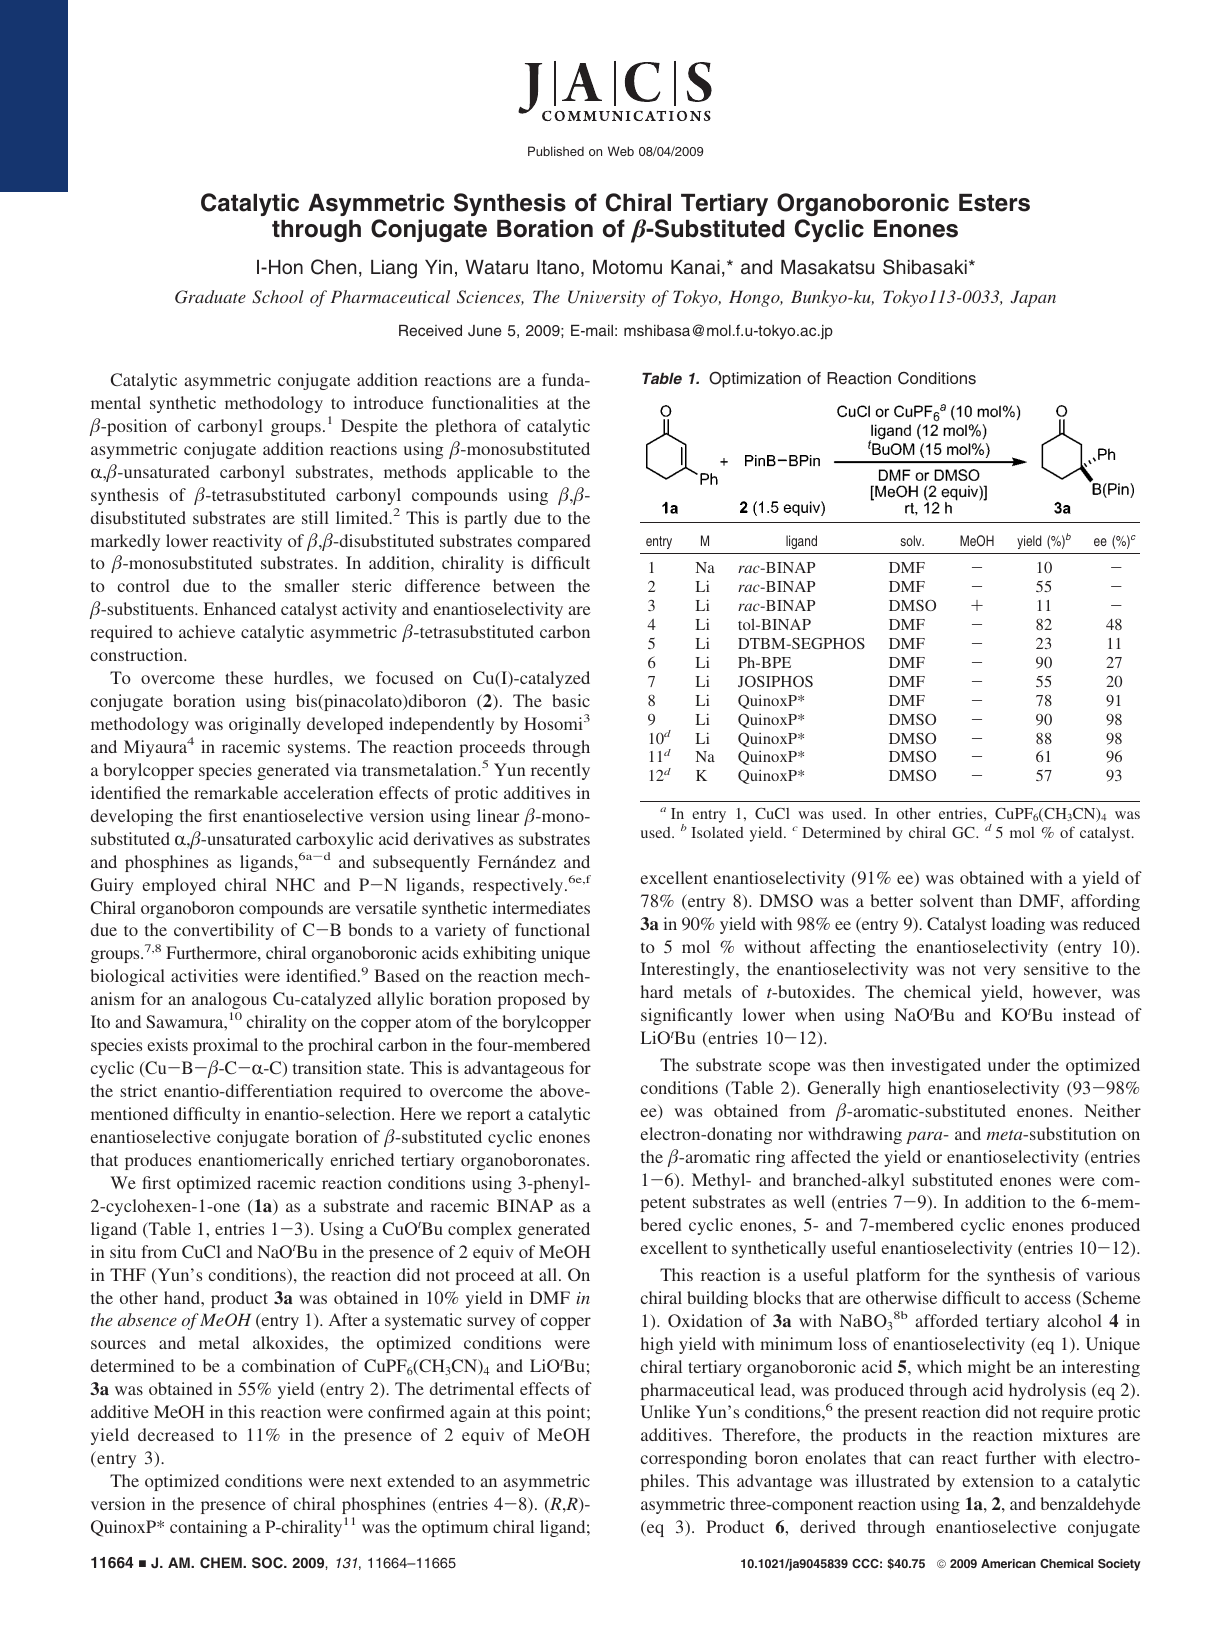 J|A|C|S
COMMUNICATIONS
Published on Web 08/04/2009
Catalytic Asymmetric Synthesis of Chiral Tertiary Organoboronic Esters
through Conjugate Boration of β-Substituted Cyclic Enones
I-Hon Chen, Liang Yin, Wataru Itano, Motomu Kanai,* and Masakatsu Shibasaki*
Graduate School of Pharmaceutical Sciences, The University of Tokyo, Hongo, Bunkyo-ku, Tokyo113-0033, Japan
Received June 5, 2009; E-mail: mshibasa@mol.f.u-tokyo.ac.jp
Catalytic asymmetric conjugate addition reactions are a funda-
mental synthetic methodology to introduce functionalities at the
β-position of carbonyl groups.1 Despite the plethora of catalytic
asymmetric conjugate addition reactions using β-monosubstituted
α,β-unsaturated carbonyl substrates, methods applicable to the
synthesis of β-tetrasubstituted carbonyl compounds using β,β-
disubstituted substrates are still limited.2 This is partly due to the
markedly lower reactivity of β,β-disubstituted substrates compared
to β-monosubstituted substrates. In addition, chirality is difficult
to control due to the smaller steric difference between the
β-substituents. Enhanced catalyst activity and enantioselectivity are
required to achieve catalytic asymmetric β-tetrasubstituted carbon
construction.
To overcome these hurdles, we focused on Cu(I)-catalyzed
conjugate boration using bis(pinacolato)diboron (2). The basic
methodology was originally developed independently by Hosomi3
and Miyaura4 in racemic systems. The reaction proceeds through
a borylcopper species generated via transmetalation.5 Yun recently
identified the remarkable acceleration effects of protic additives in
developing the first enantioselective version using linear β-mono-
substituted α,β-unsaturated carboxylic acid derivatives as substrates
and phosphines as ligands,6a−d and subsequently Fernández and
Guiry employed chiral NHC and P−N ligands, respectively.6e,f
Chiral organoboron compounds are versatile synthetic intermediates
due to the convertibility of C−B bonds to a variety of functional
groups.7,8 Furthermore, chiral organoboronic acids exhibiting unique
biological activities were identified.9 Based on the reaction mech-
anism for an analogous Cu-catalyzed allylic boration proposed by
Ito and Sawamura,10 chirality on the copper atom of the borylcopper
species exists proximal to the prochiral carbon in the four-membered
cyclic (Cu−B−β-C−α-C) transition state. This is advantageous for
the strict enantio-differentiation required to overcome the above-
mentioned difficulty in enantio-selection. Here we report a catalytic
enantioselective conjugate boration of β-substituted cyclic enones
that produces enantiomerically enriched tertiary organoboronates.
We first optimized racemic reaction conditions using 3-phenyl-
2-cyclohexen-1-one (1a) as a substrate and racemic BINAP as a
ligand (Table 1, entries 1−3). Using a CuOtBu complex generated
in situ from CuCl and NaOtBu in the presence of 2 equiv of MeOH
in THF (Yun's conditions), the reaction did not proceed at all. On
the other hand, product 3a was obtained in 10% yield in DMF in
the absence of MeOH (entry 1). After a systematic survey of copper
sources and metal alkoxides, the optimized conditions were
determined to be a combination of CuPF6(CH3CN)4 and LiOtBu;
3a was obtained in 55% yield (entry 2). The detrimental effects of
additive MeOH in this reaction were confirmed again at this point;
yield decreased to 11% in the presence of 2 equiv of MeOH
(entry 3).
The optimized conditions were next extended to an asymmetric
version in the presence of chiral phosphines (entries 4−8). (R,R)-
QuinoxP* containing a P-chirality11 was the optimum chiral ligand;
Table 1. Optimization of Reaction Conditions
O
Ph
1a
+
PinB−BPin
2 (1.5 equiv)
CuCl or CuPF6a (10 mol%)
ligand (12 mol%)
tBuOM (15 mol%)
DMF or DMSO
[MeOH (2 equiv)]
rt, 12 h
O
Ph
B(Pin)
3a
entry M ligand solv. MeOH yield (%)b ee (%)c
1 Na rac-BINAP DMF − 10 −
2 Li rac-BINAP DMF − 55 −
3 Li rac-BINAP DMSO + 11 −
4 Li tol-BINAP DMF − 82 48
5 Li DTBM-SEGPHOS DMF − 23 11
6 Li Ph-BPE DMF − 90 27
7 Li JOSIPHOS DMF − 55 20
8 Li QuinoxP* DMF − 78 91
9 Li QuinoxP* DMSO − 90 98
10d Li QuinoxP* DMSO − 88 98
11d Na QuinoxP* DMSO − 61 96
12d K QuinoxP* DMSO − 57 93
a In entry 1, CuCl was used. In other entries, CuPF6(CH3CN)4 was
used. b Isolated yield. c Determined by chiral GC. d 5 mol % of catalyst.
excellent enantioselectivity (91% ee) was obtained with a yield of
78% (entry 8). DMSO was a better solvent than DMF, affording
3a in 90% yield with 98% ee (entry 9). Catalyst loading was reduced
to 5 mol % without affecting the enantioselectivity (entry 10).
Interestingly, the enantioselectivity was not very sensitive to the
hard metals of t-butoxides. The chemical yield, however, was
significantly lower when using NaOtBu and KOtBu instead of
LiOtBu (entries 10−12).
The substrate scope was then investigated under the optimized
conditions (Table 2). Generally high enantioselectivity (93−98%
ee) was obtained from β-aromatic-substituted enones. Neither
electron-donating nor withdrawing para- and meta-substitution on
the β-aromatic ring affected the yield or enantioselectivity (entries
1−6). Methyl- and branched-alkyl substituted enones were com-
petent substrates as well (entries 7−9). In addition to the 6-mem-
bered cyclic enones, 5- and 7-membered cyclic enones produced
excellent to synthetically useful enantioselectivity (entries 10−12).
This reaction is a useful platform for the synthesis of various
chiral building blocks that are otherwise difficult to access (Scheme
1). Oxidation of 3a with NaBO38b afforded tertiary alcohol 4 in
high yield with minimum loss of enantioselectivity (eq 1). Unique
chiral tertiary organoboronic acid 5, which might be an interesting
pharmaceutical lead, was produced through acid hydrolysis (eq 2).
Unlike Yun's conditions,6 the present reaction did not require protic
additives. Therefore, the products in the reaction mixtures are
corresponding boron enolates that can react further with electro-
philes. This advantage was illustrated by extension to a catalytic
asymmetric three-component reaction using 1a, 2, and benzaldehyde
(eq 3). Product 6, derived through enantioselective conjugate
11664 ■ J. AM. CHEM. SOC. 2009, 131, 11664–11665
10.1021/ja9045839 CCC: $40.75 © 2009 American Chemical Society